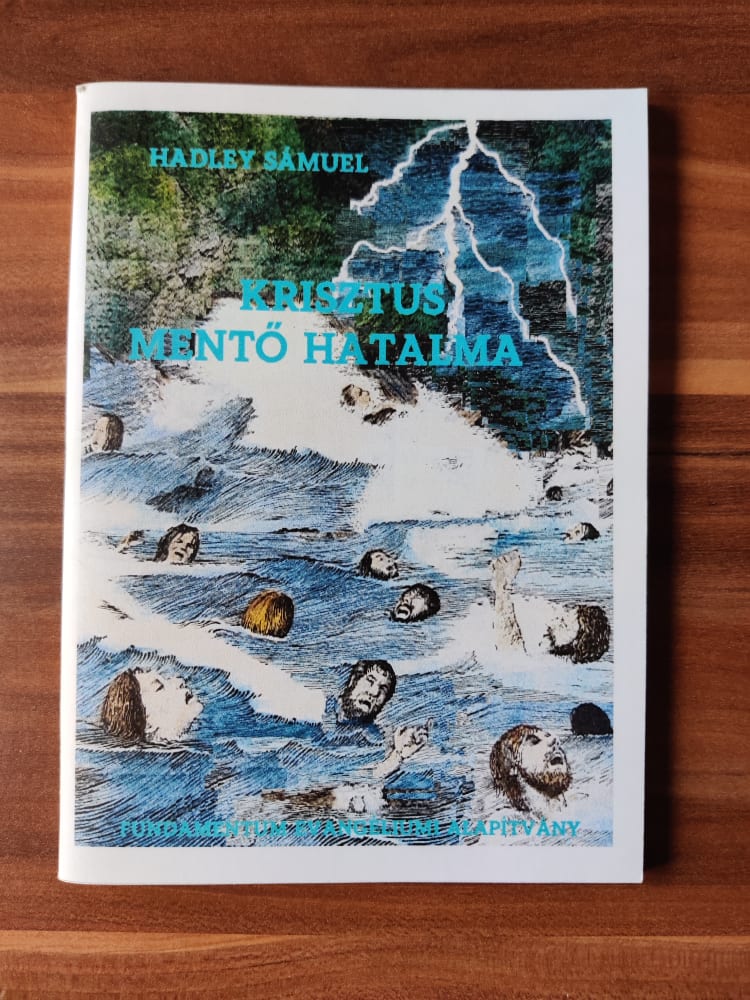 HADLEY SÁMUEL
KRISZTUS
MENTŐ HATALMA
FUNDAMENTUM EVANGÉLIUMI ALAPÍTVÁNY